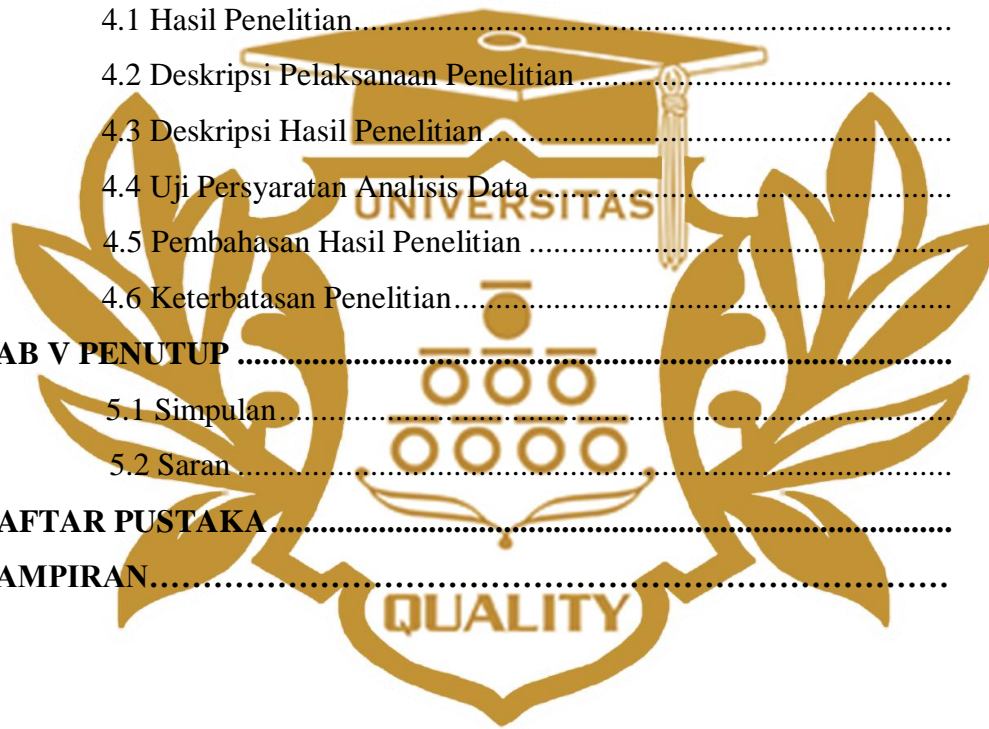 4.1 Hasil Penelitian........................................................................
4.2 Deskripsi Pelaksanaan Penelitian .............................................
4.3 Deskripsi Hasil Penelitian ........................................................
4.4 Uji Persyaratan Analisis Data ..................................................
UNIVERSITAS
4.5 Pembahasan Hasil Penelitian ...................................................
4.6 Keterbatasan Penelitian............................................................
AB V PENUTUP ......................................................................................
5.1 Simpulan.................................................................................
5.2 Saran ......................................................................................
AFTAR PUSTAKA..................................................................................
AMPIRAN……………………………………………………………………
QUALITY